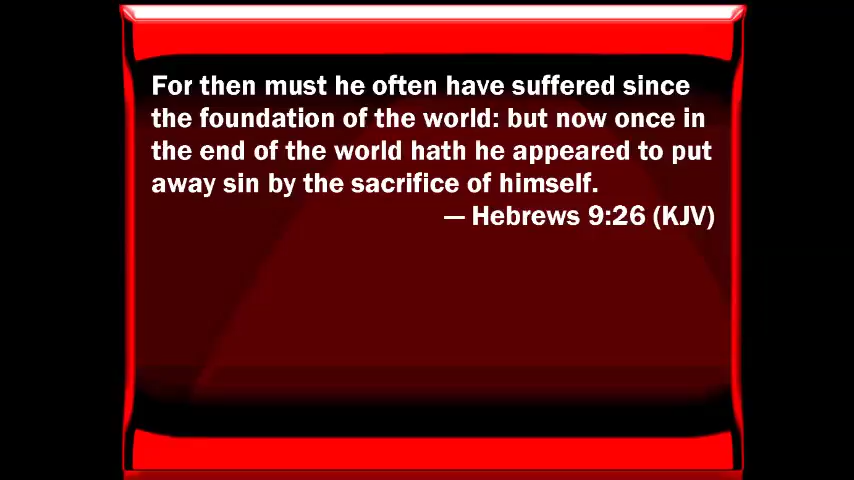 For then must he often have suffered since
the foundation of the world: but now once in
the end of the world hath he appeared to put
away sin by the sacrifice of himself.
— Hebrews 9:26 (KJV)